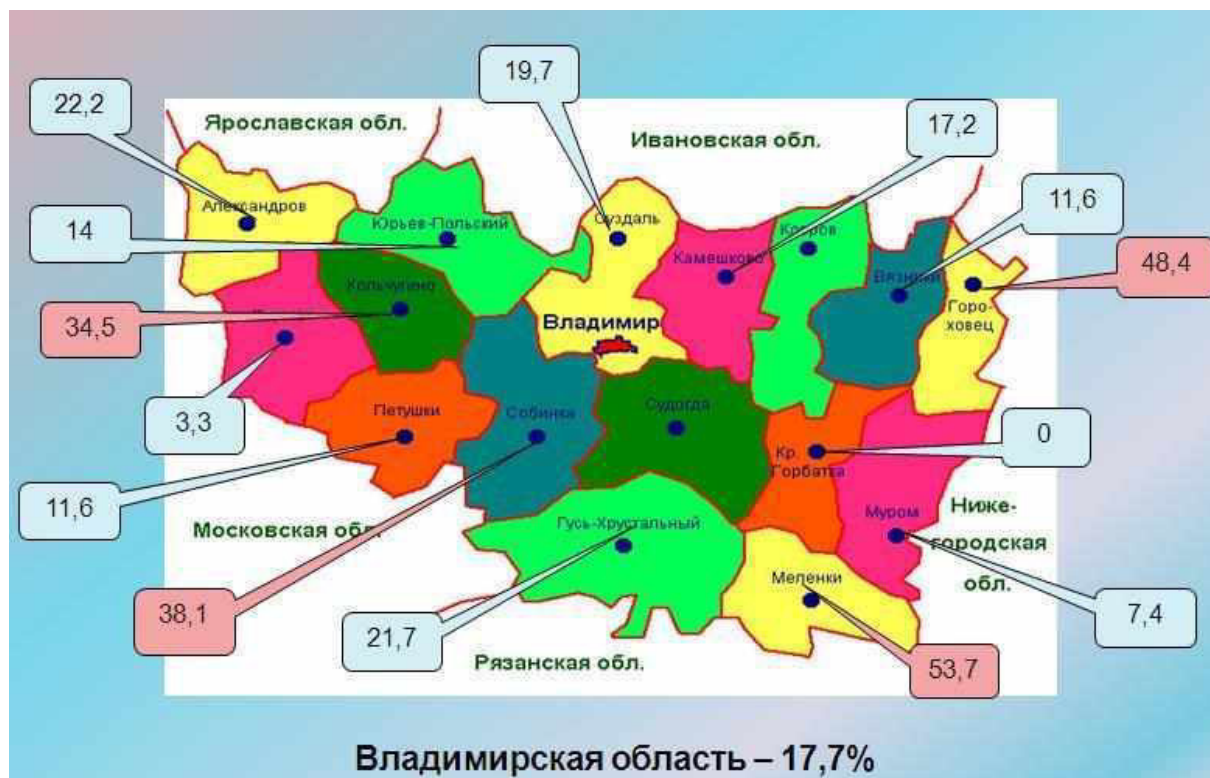 19,7
22,2
17,2
Ярославская обл.
Ивановская обл.
11,6
Александров
14
Юрьев-Польский
Суздаль
Ковров
Камешково
48,4
Вязники
Кольчугино
34,5
Горо-
ховец
Владимир
3,3
Петушки
Собинка
Судогда
0
Кр.
Горбатка
11,6
Московская обл.
Муром
Ниже-
городская
обл.
Гусь-Хрустальный
Меленки
38,1
21,7
7,4
Рязанская обл.
53,7
Владимирская область – 17,7%